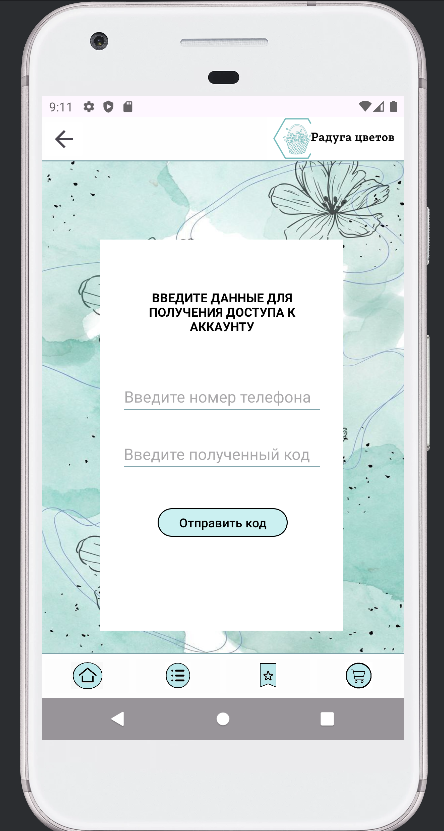 9:11
Радуга цветов
ВВЕДИТЕ ДАННЫЕ ДЛЯ
ПОЛУЧЕНИЯ ДОСТУПА К
АККАУНТУ
Введите номер телефона
Введите полученный код
Отправить код